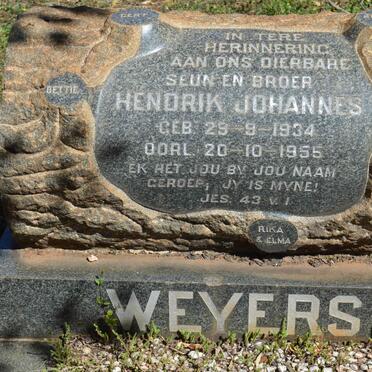 GERT
IN TERE
HERINNERING
AAN ONS DIERBARE
SEUN EN BROER
BETTIE
HENDRIK JOHANNES
GEB. 29-9-1934
OORL. 20-10-1955
EK HET JOU BY JOU NAAM
GEROEP; JY IS MYNE!
JES. 43 V. 1.
RIKA
& ELMA
WEYERS